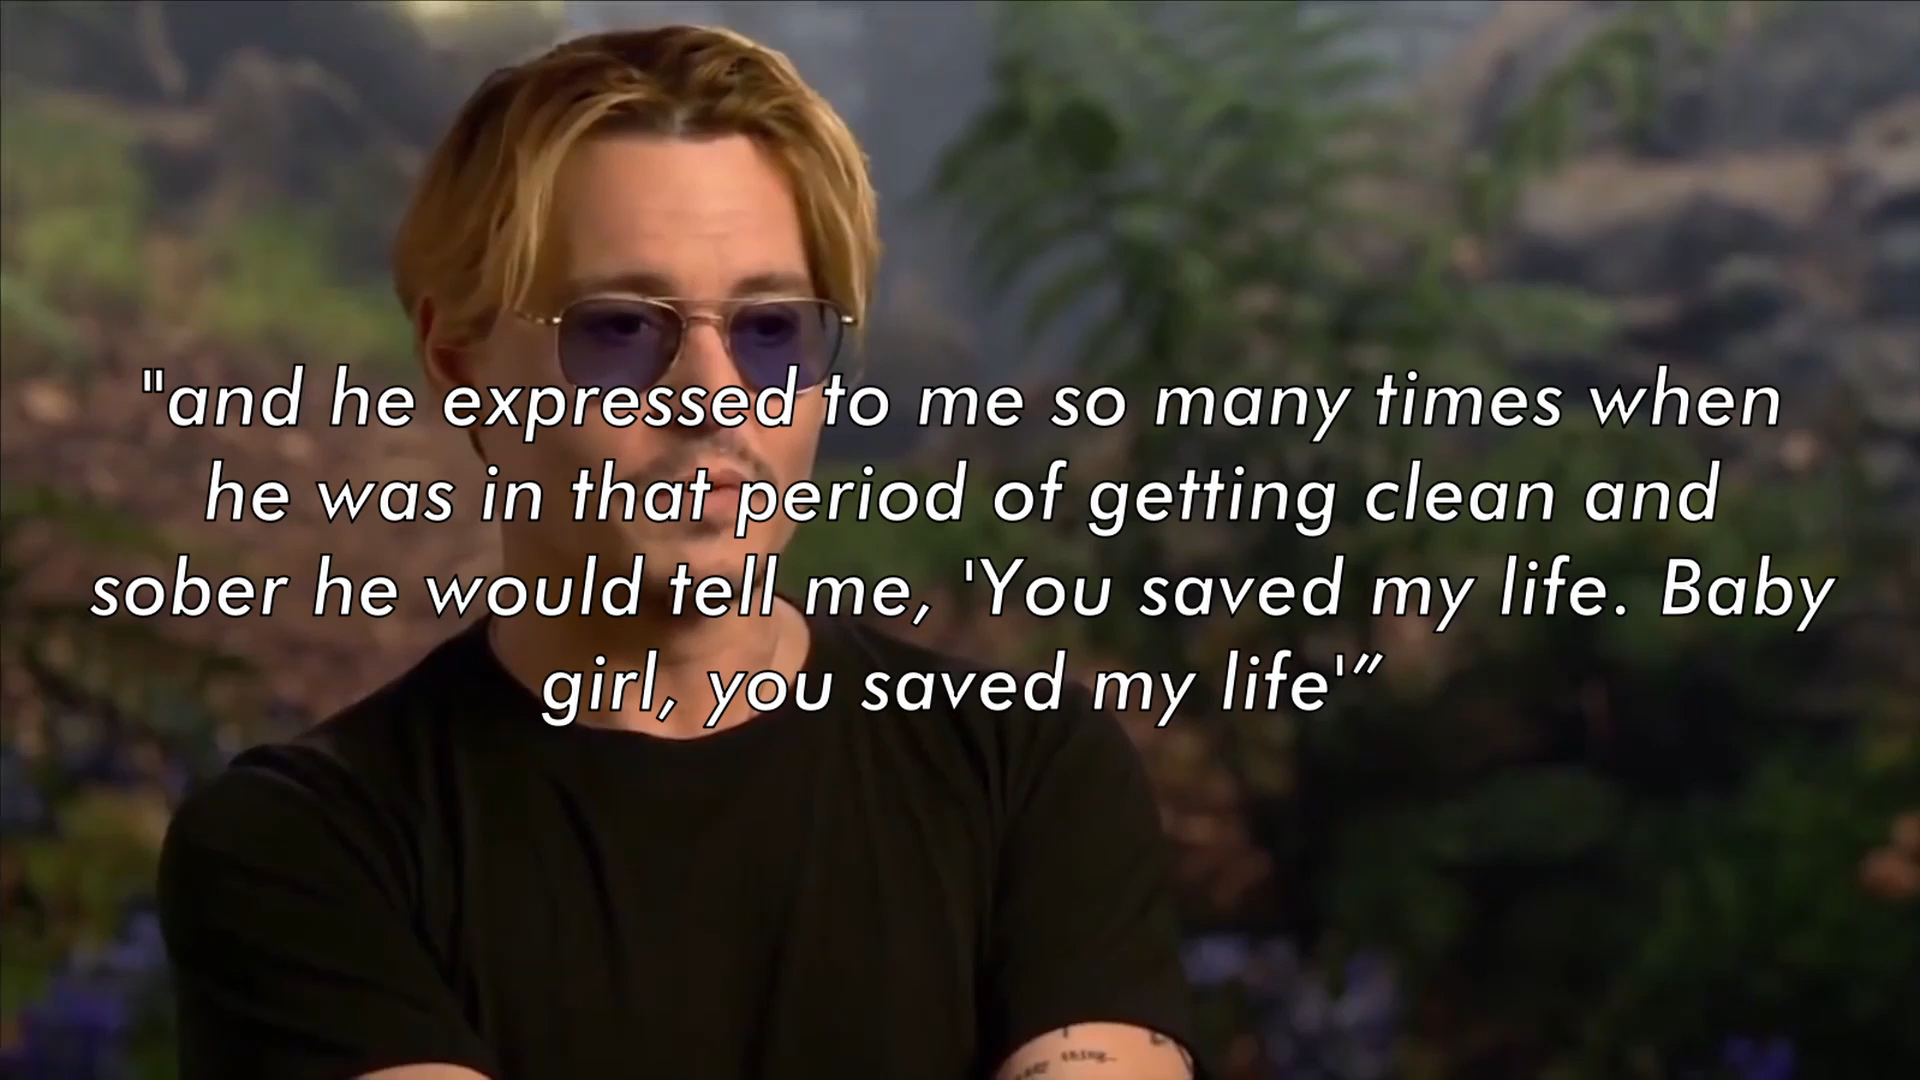 "and he expressed to me so many times when
he was in that period of getting clean and
sober he would tell me, 'You saved my life. Baby
girl, you saved my life'”
thing..